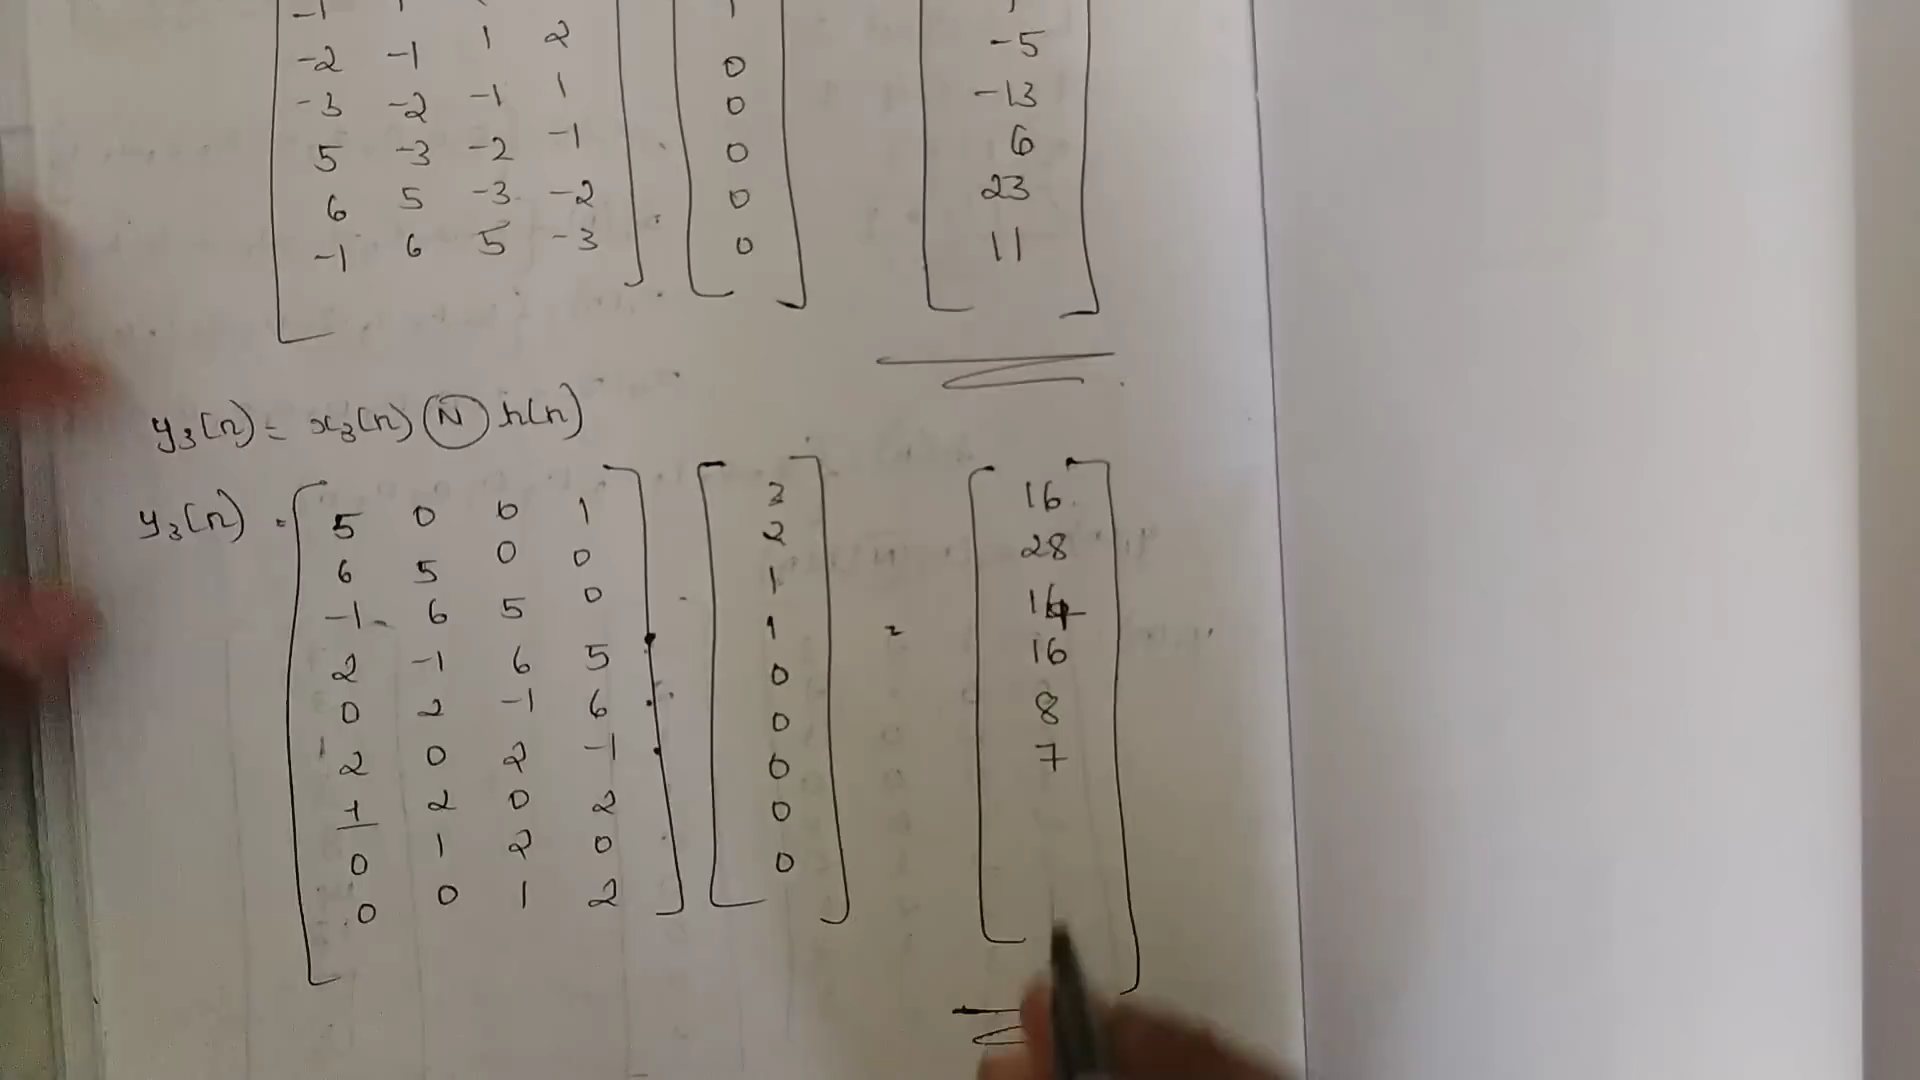 -1
-2 -1 1 2 0 -5
-3 -2 -1 1 0 -13
5 -3 -2 -1 0 6
6 5 -3 -2 0 23
-1 6 5 -3 0 11
y3(n) = x3(n) (N) h(n)
y3(n) = 5 0 0 1 3 16
6 5 0 0 2 28
-1 6 5 0 1 14
2 -1 6 5 1 = 16
0 2 -1 6 0 8
2 0 2 -1 0 7
1 2 0 2 0
0 1 2 0 0
0 0 1 2 0